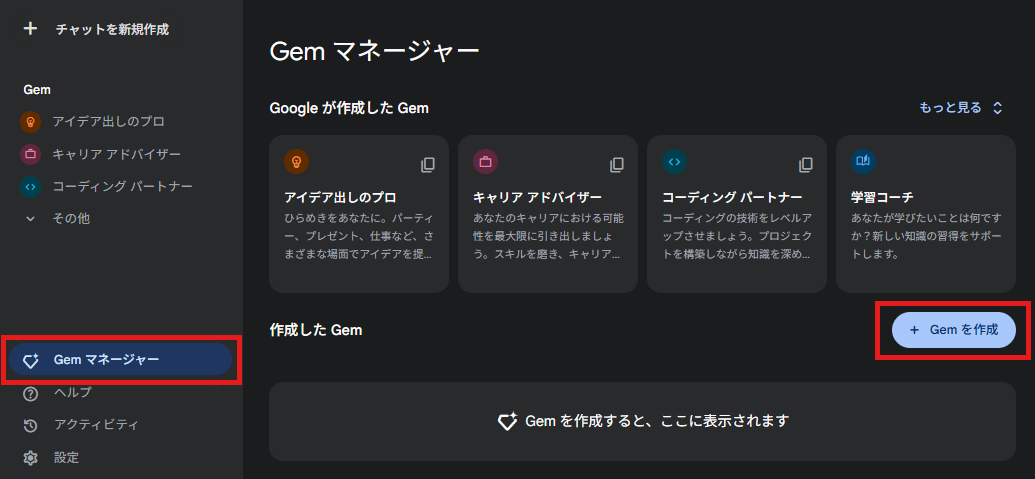 チャットを新規作成
Gem
アイデア出しのプロ
キャリア アドバイザー
コーディング パートナー
その他
Gem マネージャー
ヘルプ
アクティビティ
設定
Gem マネージャー
Google が作成した Gem
もっと見る
アイデア出しのプロ
ひらめきをあなたに。パーティ
ー、プレゼント、仕事など、さ
まざまな場面でアイデアを提...
キャリア アドバイザー
あなたのキャリアにおける可能
性を最大限に引き出しましょ
う。スキルを磨き、キャリア...
コーディング パートナー
コーディングの技術をレベルア
ップさせましょう。プロジェク
トを構築しながら知識を深め...
学習コーチ
あなたが学びたいことは何です
か？新しい知識の習得をサポー
トします。
作成した Gem
+ Gem を作成
Gem を作成すると、ここに表示されます